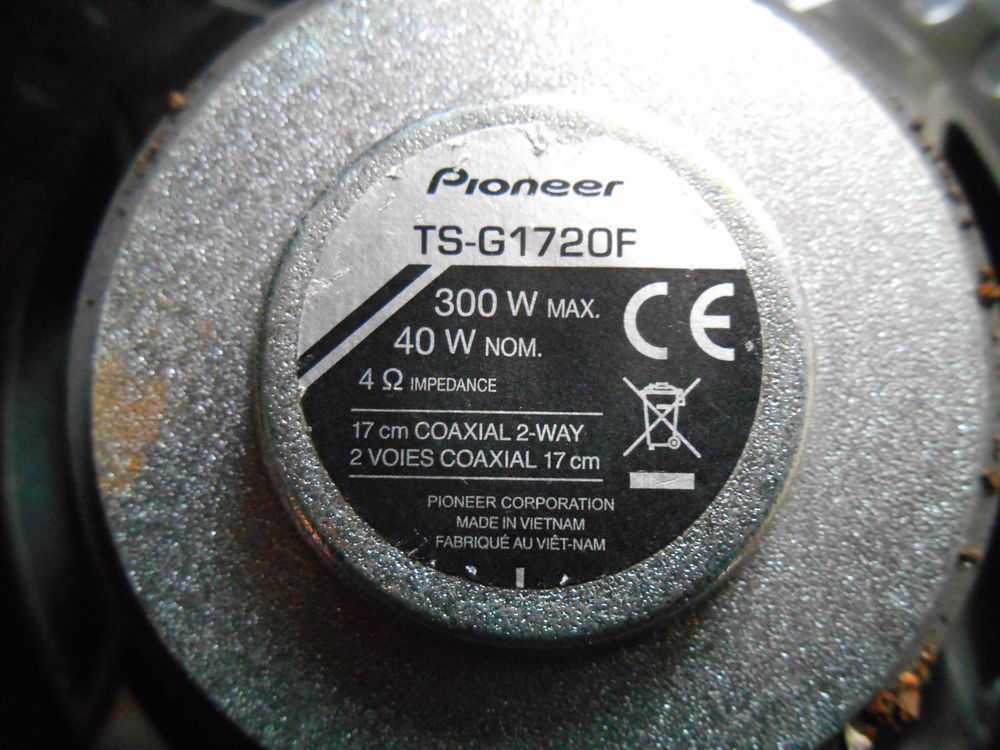 Pioneer
TS-G1720F
300 W MAX.
40 W NOM.
4 Ω IMPEDANCE
CE
17 cm COAXIAL 2-WAY
2 VOIES COAXIAL 17 cm
PIONEER CORPORATION
MADE IN VIETNAM
FABRIQUÉ AU VIÊT-NAM